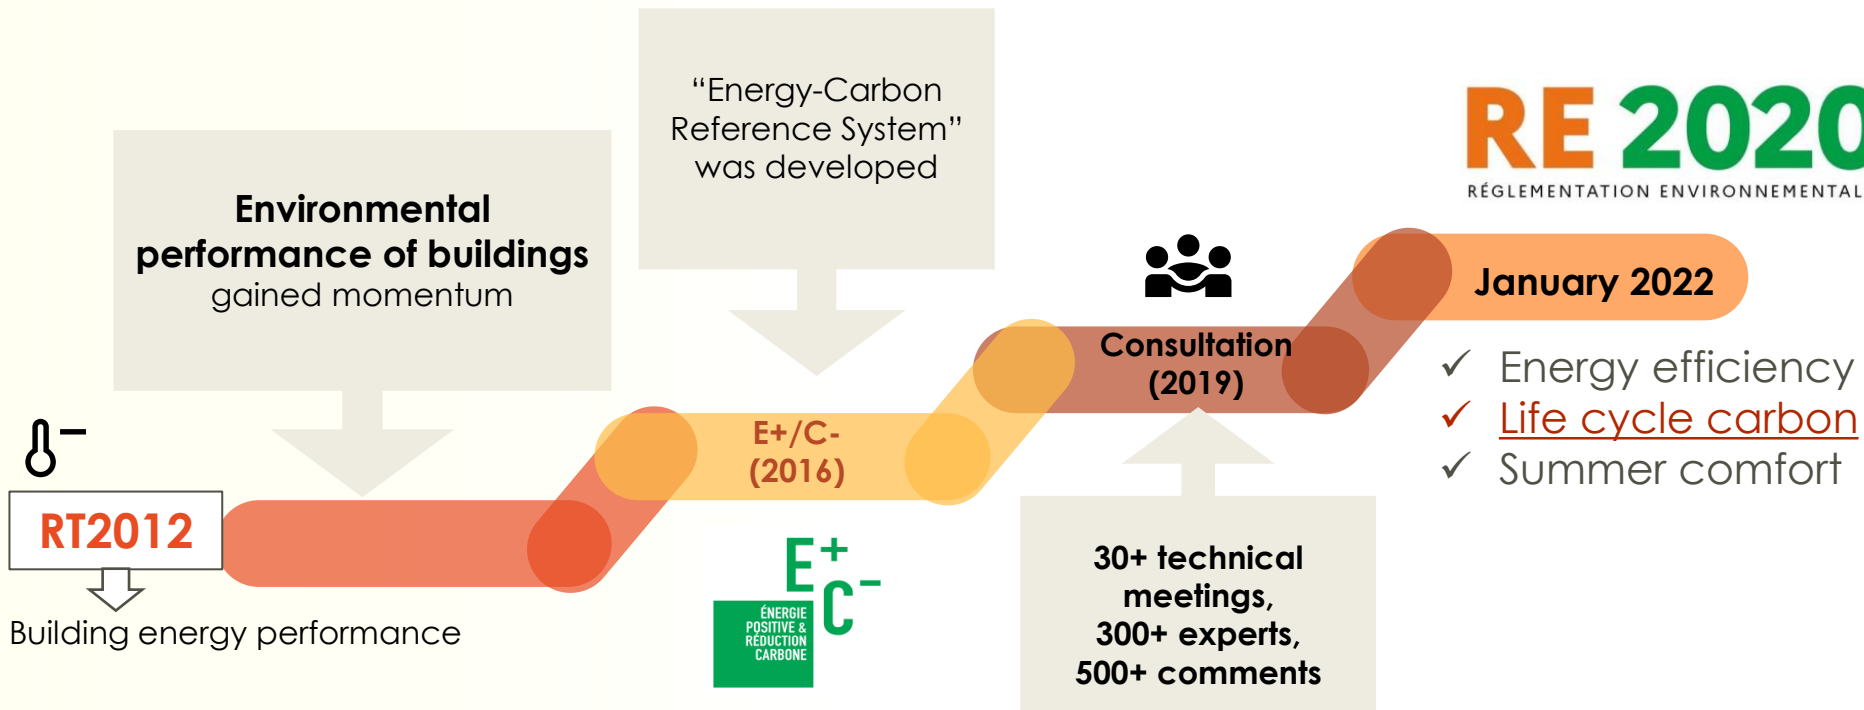 RT2012
Building energy performance
Environmental
performance of buildings
gained momentum
“Energy-Carbon
Reference System”
was developed
E+/C-
(2016)
E+
C−
ÉNERGIE
POSITIVE &
RÉDUCTION
CARBONE
Consultation
(2019)
30+ technical
meetings,
300+ experts,
500+ comments
RE 2020
RÉGLEMENTATION ENVIRONNEMENTAL
January 2022
✓ Energy efficiency
✓ Life cycle carbon
✓ Summer comfort